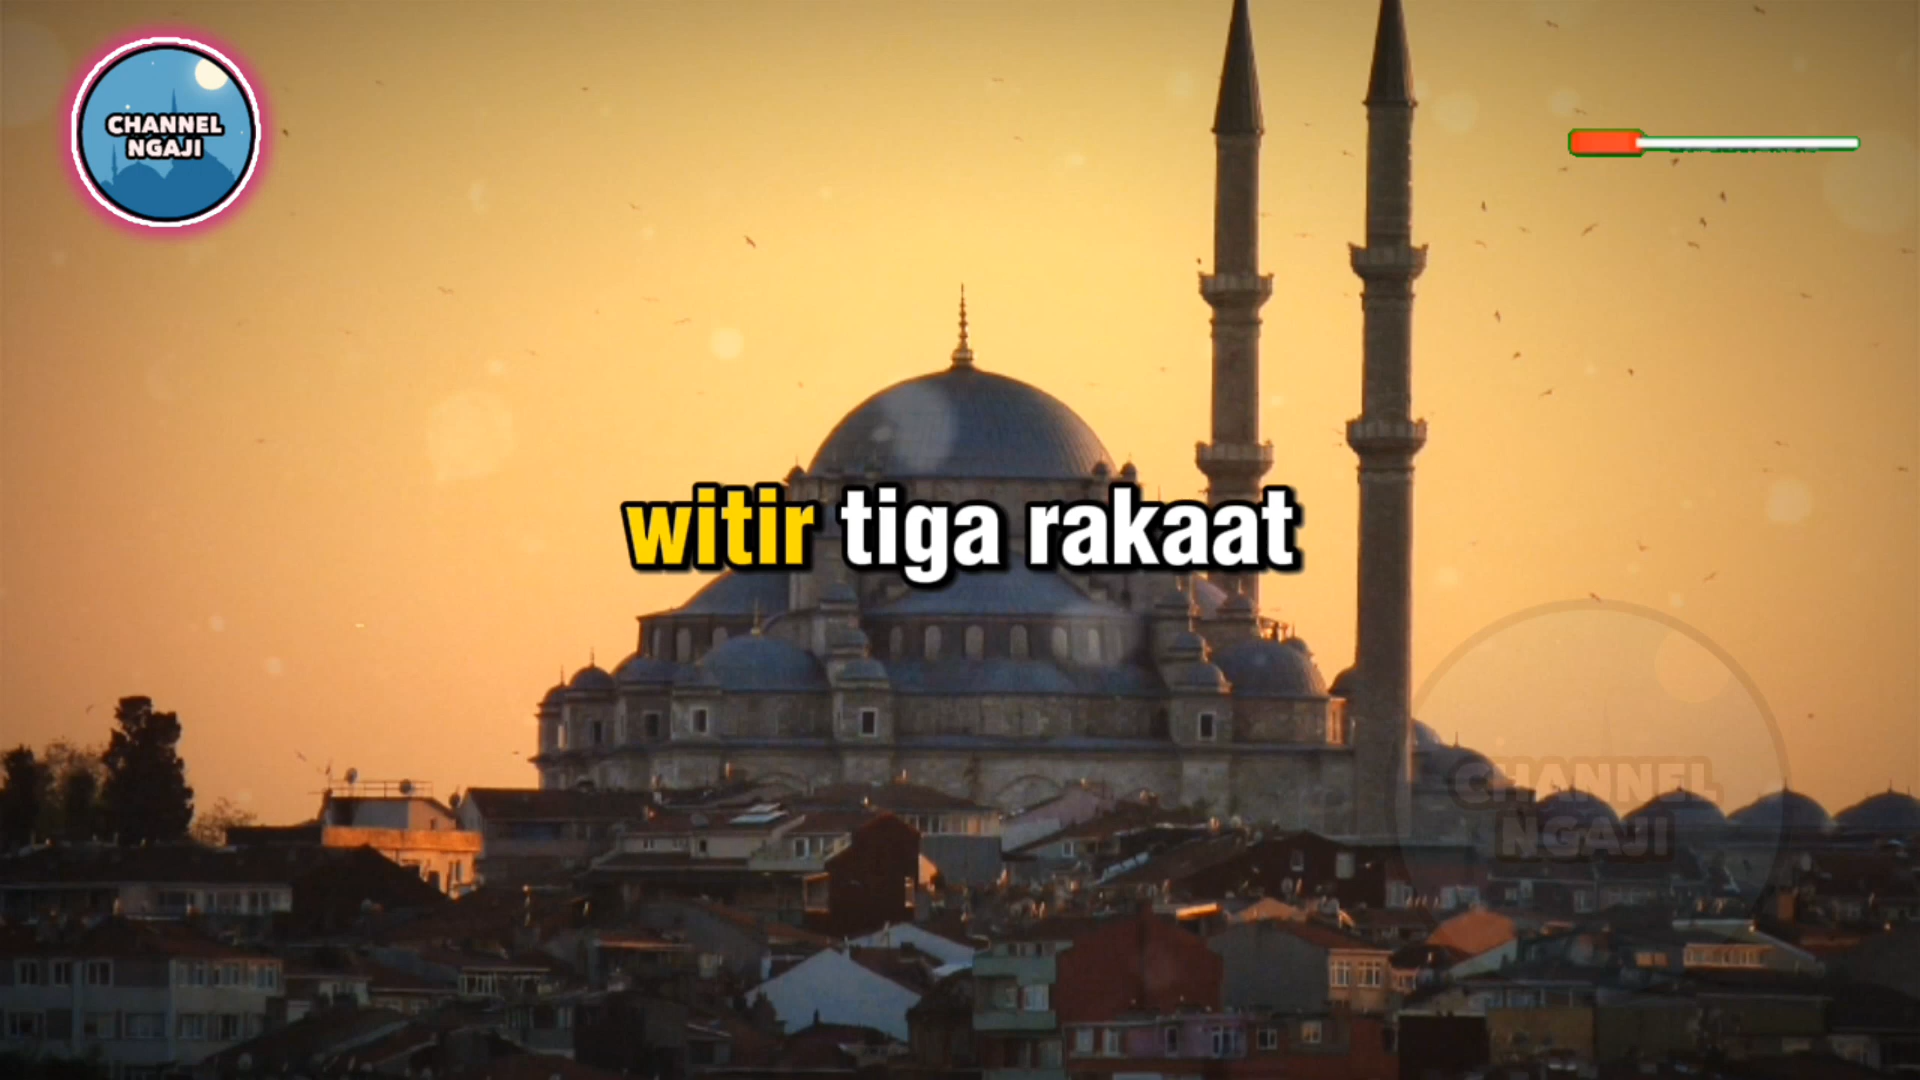 CHANNEL
NGAJI
witir tiga rakaat
CHANNEL
NGAJI